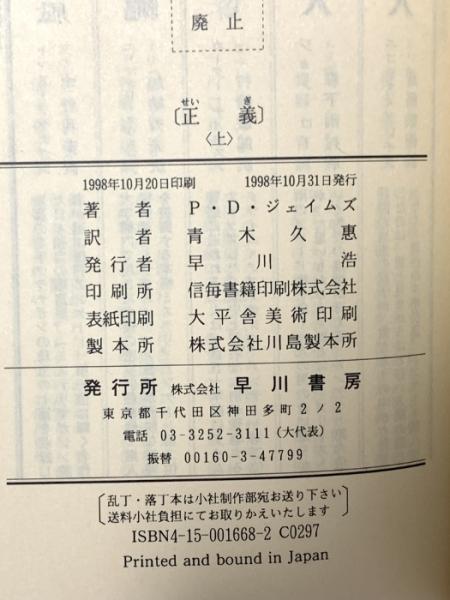 廃止
せい ぎ
〔正 義〕
〈上〉
1998年10月20日印刷 1998年10月31日発行
著者 P・D・ジェイムズ
訳者 青木久惠
発行者 早川 浩
印刷所 信毎書籍印刷株式会社
表紙印刷 大平舎美術印刷
製本所 株式会社川島製本所
発行所 株式会社 早川書房
東京都千代田区神田多町2ノ2
電話 03-3252-3111(大代表)
振替 00160-3-47799
乱丁・落丁本は小社制作部宛お送り下さい
送料小社負担にてお取りかえいたします
ISBN4-15-001668-2 C0297
Printed and bound in Japan